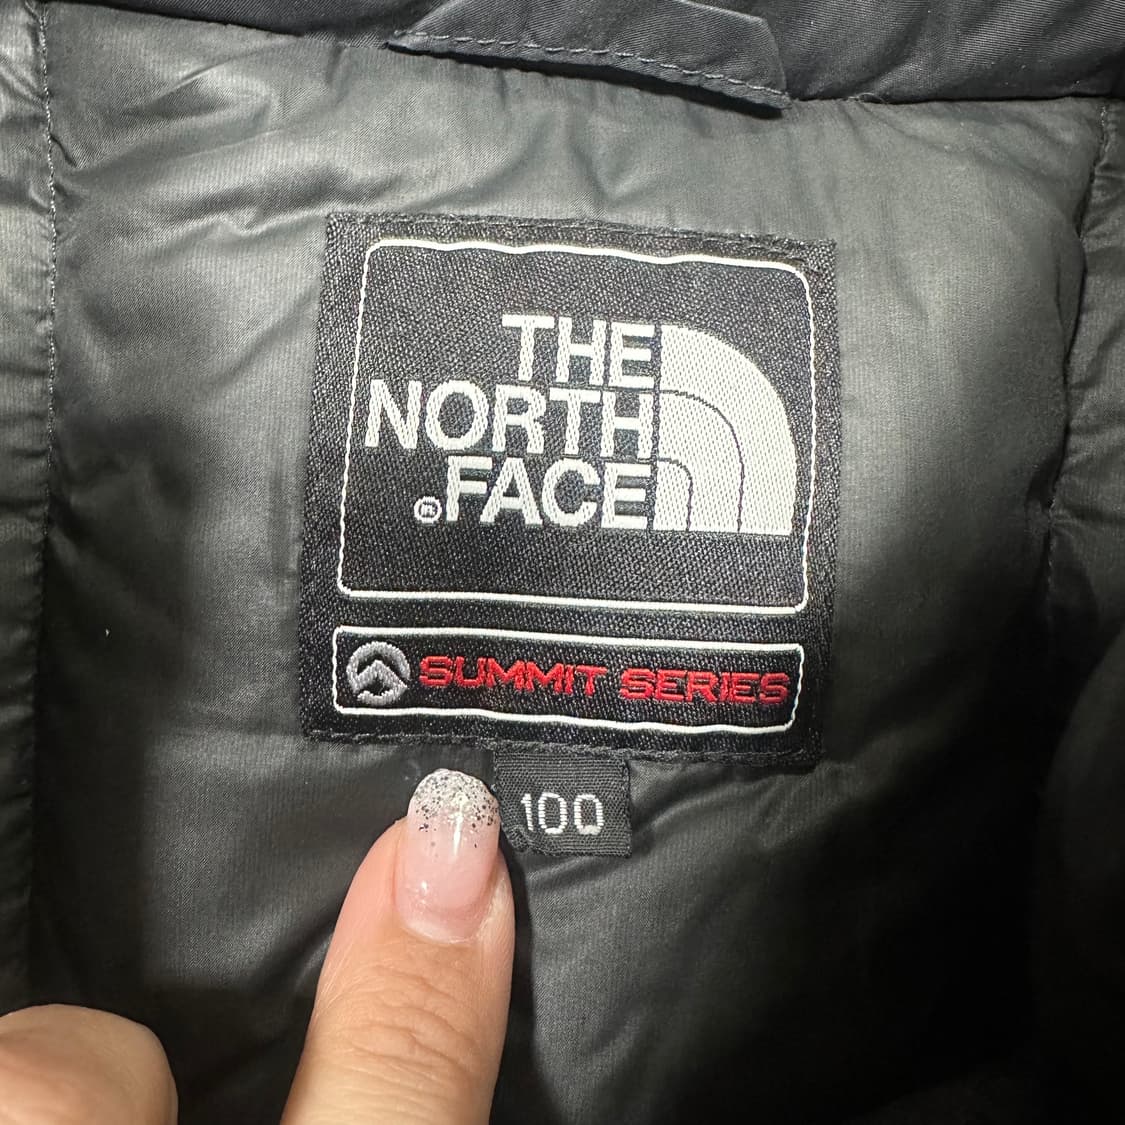 THE
NORTH
®FACE
SUMMIT SERIES
100